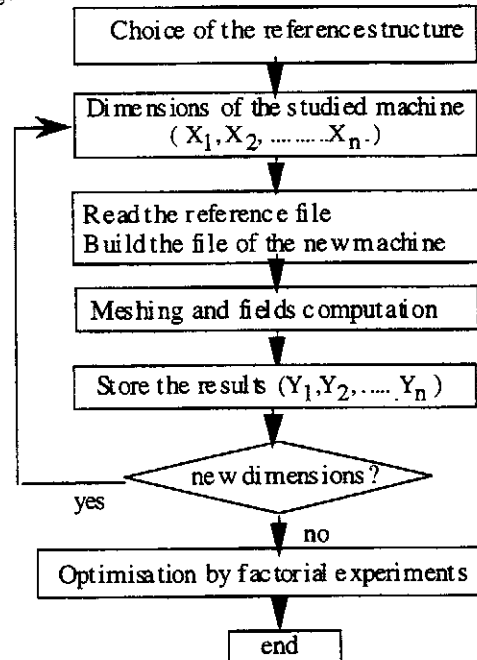 Choice of the reference structure
Dimensions of the studied machine
( X1, X2, ......... Xn. )
Read the reference file
Build the file of the new machine
Meshing and fields computation
Store the results (Y1, Y2, ..... Yn )
new dimensions ?
yes
no
Optimisation by factorial experiments
end